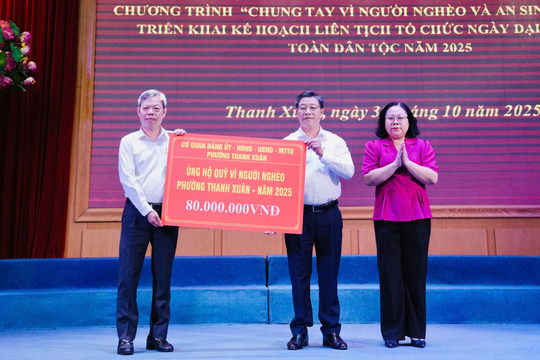 CHƯƠNG TRÌNH “CHUNG TAY VÌ NGƯỜI NGHÈO VÀ AN SIN
TRIỂN KHAI KẾ HOẠCH LIÊN TỊCH TỔ CHỨC NGÀY ĐẠI
TOÀN DÂN TỘC NĂM 2025
Thanh Xuân, ngày 3 tháng 10 năm 2025
CƠ QUAN ĐẢNG ỦY - HĐND - UBND - MTTQ
PHƯỜNG THANH XUÂN
ỦNG HỘ QUỸ VÌ NGƯỜI NGHÈO
PHƯỜNG THANH XUÂN - NĂM 2025
80.000.000VNĐ